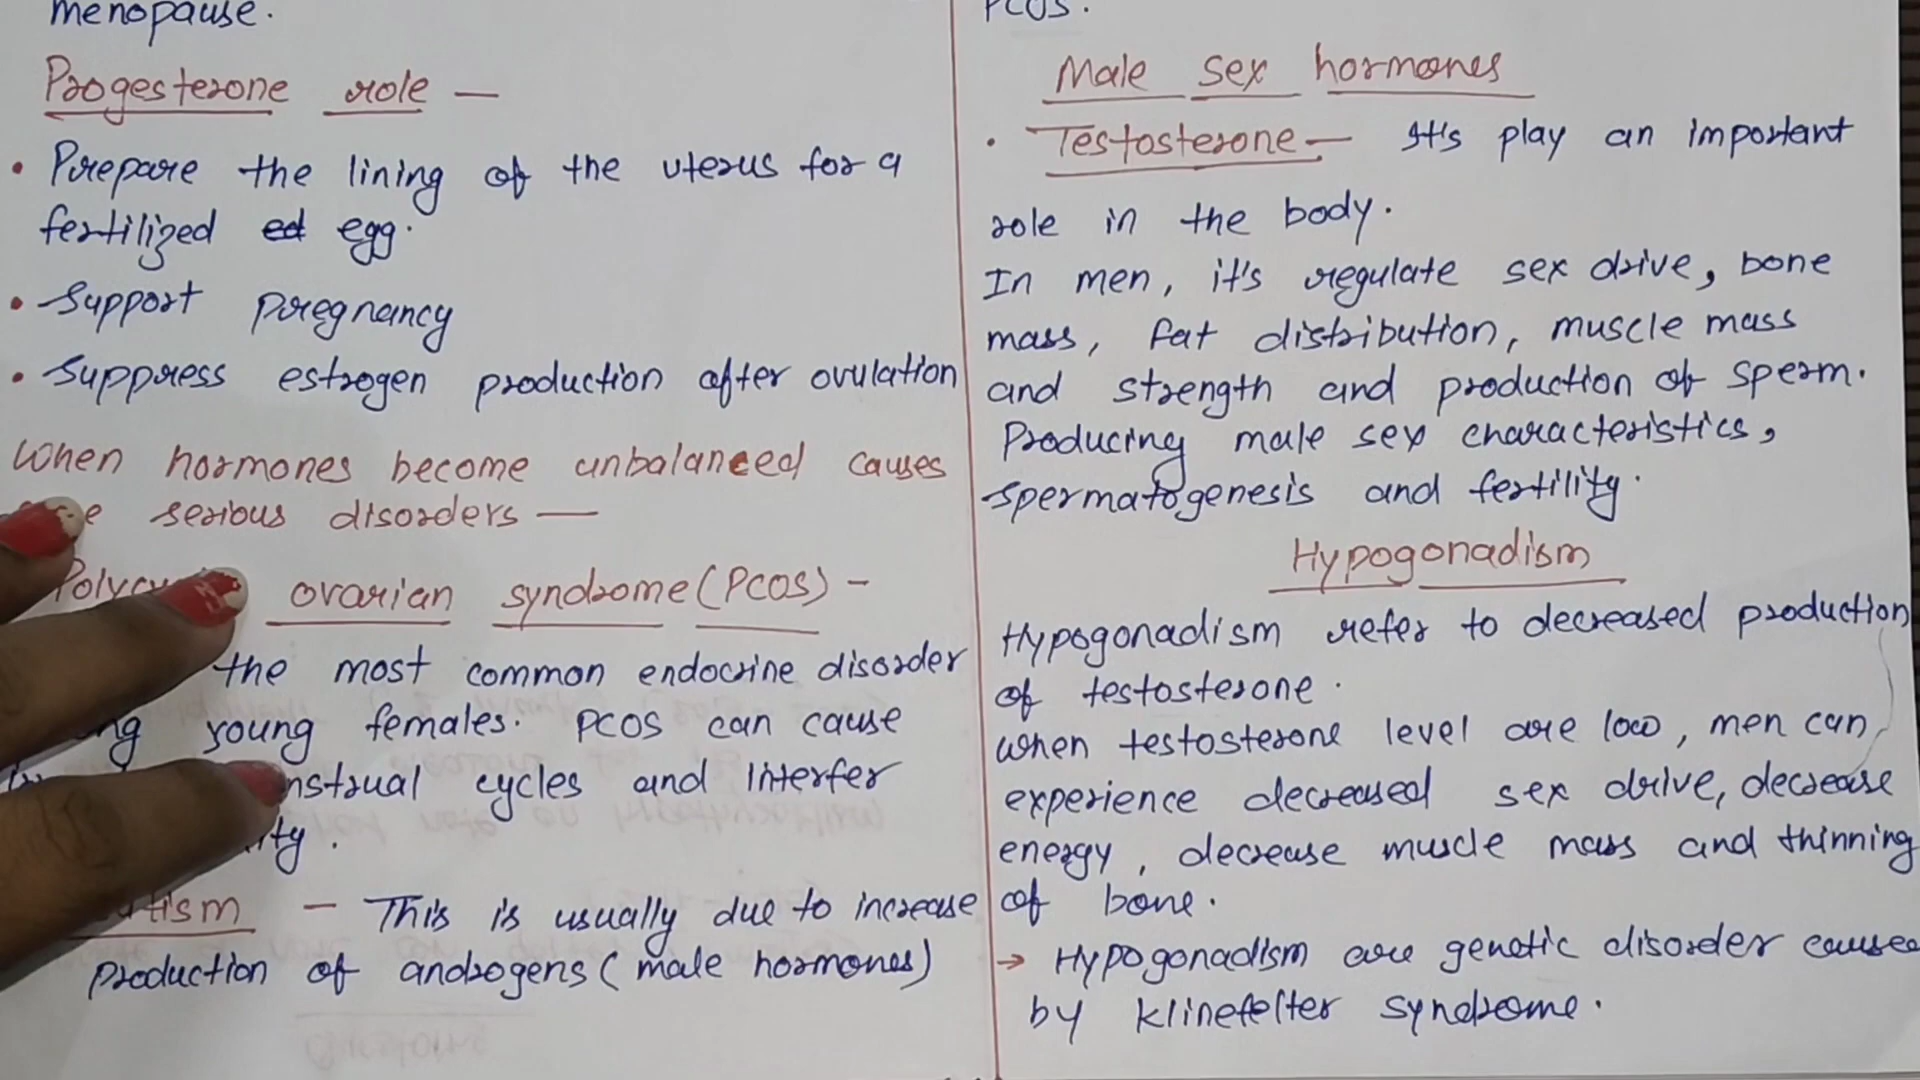 menopause.
Progesterone role —
• Prepare the lining of the uterus for a
fertilized egg.
• Support pregnancy
• Suppress estrogen production after ovulation
When hormones become unbalanced causes
serious disorders —
ovarian syndrome (PCOS) -
the most common endocrine disorder
young females. PCOS can cause
cycles and Interfer
This is usually due to increase
production of androgens (male hormones)
PCOS.
Male sex hormones
• Testosterone — It's play an important
role in the body.
In men, it's regulate sex drive, bone
mass, fat distribution, muscle mass
and strength and production of sperm.
Producing male sex characteristics,
spermatogenesis and fertility.
Hypogonadism
Hypogonadism refer to decreased production
of testosterone.
when testosterone level are low, men can
experience decreased sex drive, decrease
energy, decrease muscle mass and thinning
of bone.
→ Hypogonadism are genetic disorder cause
by Klinefelter syndrome.